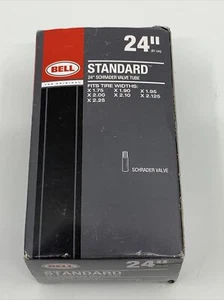 24"
BELL
STANDARD
24" SCHRADER VALVE TUBE
FITS TIRE WIDTHS:
X 1.75 X 1.90 X 1.95
X 2.00 X 2.10 X 2.125
X 2.25
SCHRADER VALVE
STANDARD
24"